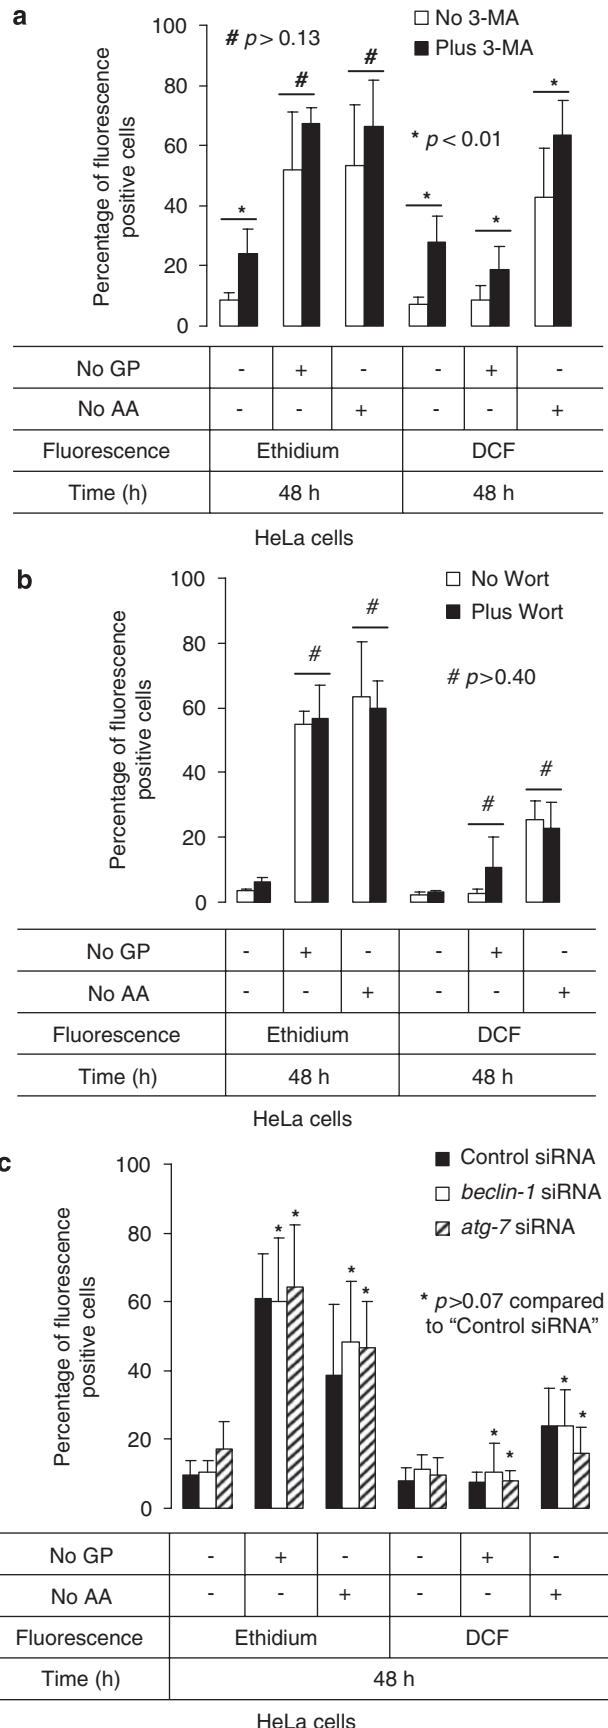 a
100
80
60
40
20
0
Percentage of fluorescence
positive cells
# p > 0.13
No 3-MA
Plus 3-MA
* p < 0.01
* # # * * *
No GP - + - - + -
No AA - - + - - +
Fluorescence Ethidium DCF
Time (h) 48 h 48 h
HeLa cells
b
100
80
60
40
20
0
Percentage of fluorescence
positive cells
No Wort
Plus Wort
# p>0.40
# # # #
No GP - + - - + -
No AA - - + - - +
Fluorescence Ethidium DCF
Time (h) 48 h 48 h
HeLa cells
c
100
80
60
40
20
0
Percentage of fluorescence
positive cells
Control siRNA
beclin-1 siRNA
atg-7 siRNA
* p>0.07 compared
to “Control siRNA”
* * * * * * * *
No GP - + - - + -
No AA - - + - - +
Fluorescence Ethidium DCF
Time (h) 48 h
HeLa cells